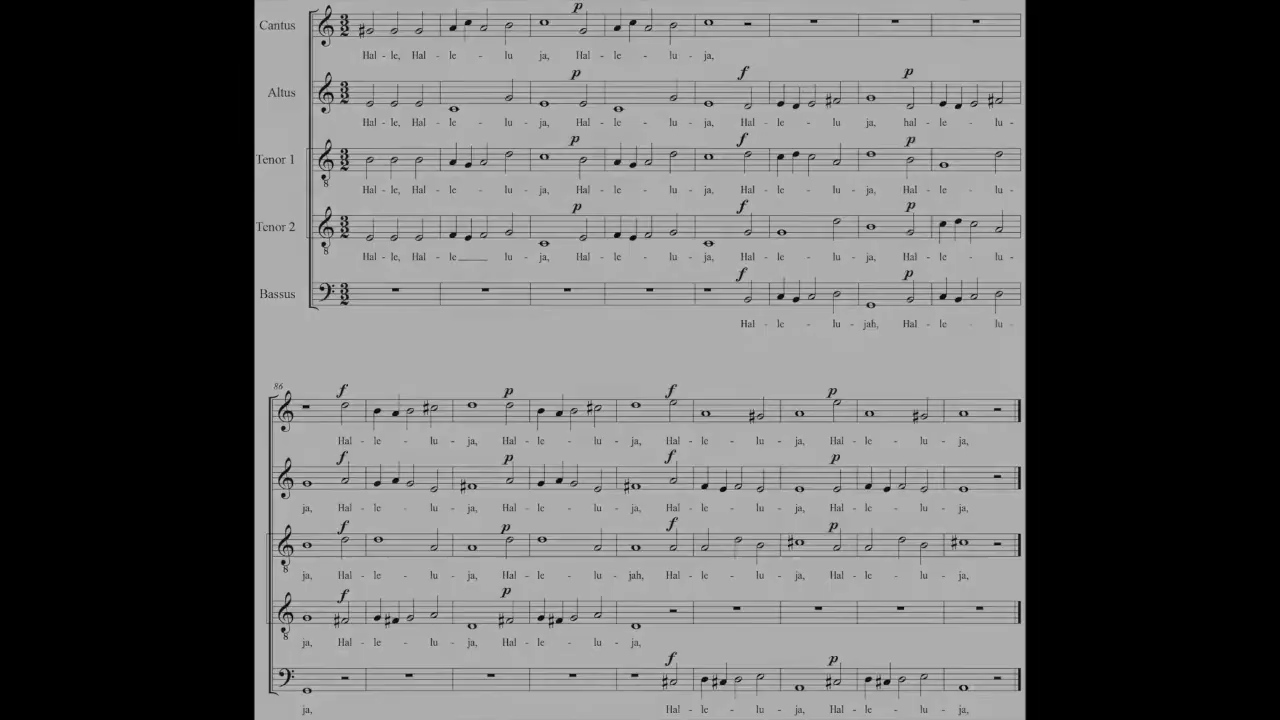 Cantus p
Hal - le, Hal - le - lu ja, Hal - le - lu - ja,
Altus p f p
Hal - le, Hal - le - lu - ja, Hal - le - lu - ja, Hal - le - lu ja, hal - le - lu -
Tenor 1 p f p
Hal - le, Hal - le - lu - ja, Hal - le - lu - ja, Hal - le - lu - ja, Hal - le - lu -
Tenor 2 p f p
Hal - le, Hal - le lu - ja, Hal - le - lu - ja, Hal - le - lu - ja, Hal - le - lu -
Bassus f p
Hal - le - lu - jah, Hal - le - lu -
86 f p f p
Hal - le - lu - ja, Hal - le - lu - ja, Hal - le - lu - ja, Hal - le - lu - ja,
f p f p
ja, Hal - le - lu - ja, Hal - le - lu - ja, Hal - le - lu - ja, Hal - le - lu - ja,
f p f p
ja, Hal - le - lu - ja, Hal - le - lu - jah, Hal - le - lu - ja, Hal - le - lu - ja,
f p
ja, Hal - le - lu - ja, Hal - le - lu - ja,
f p
ja, Hal - le - lu - ja, Hal - le - lu - ja,